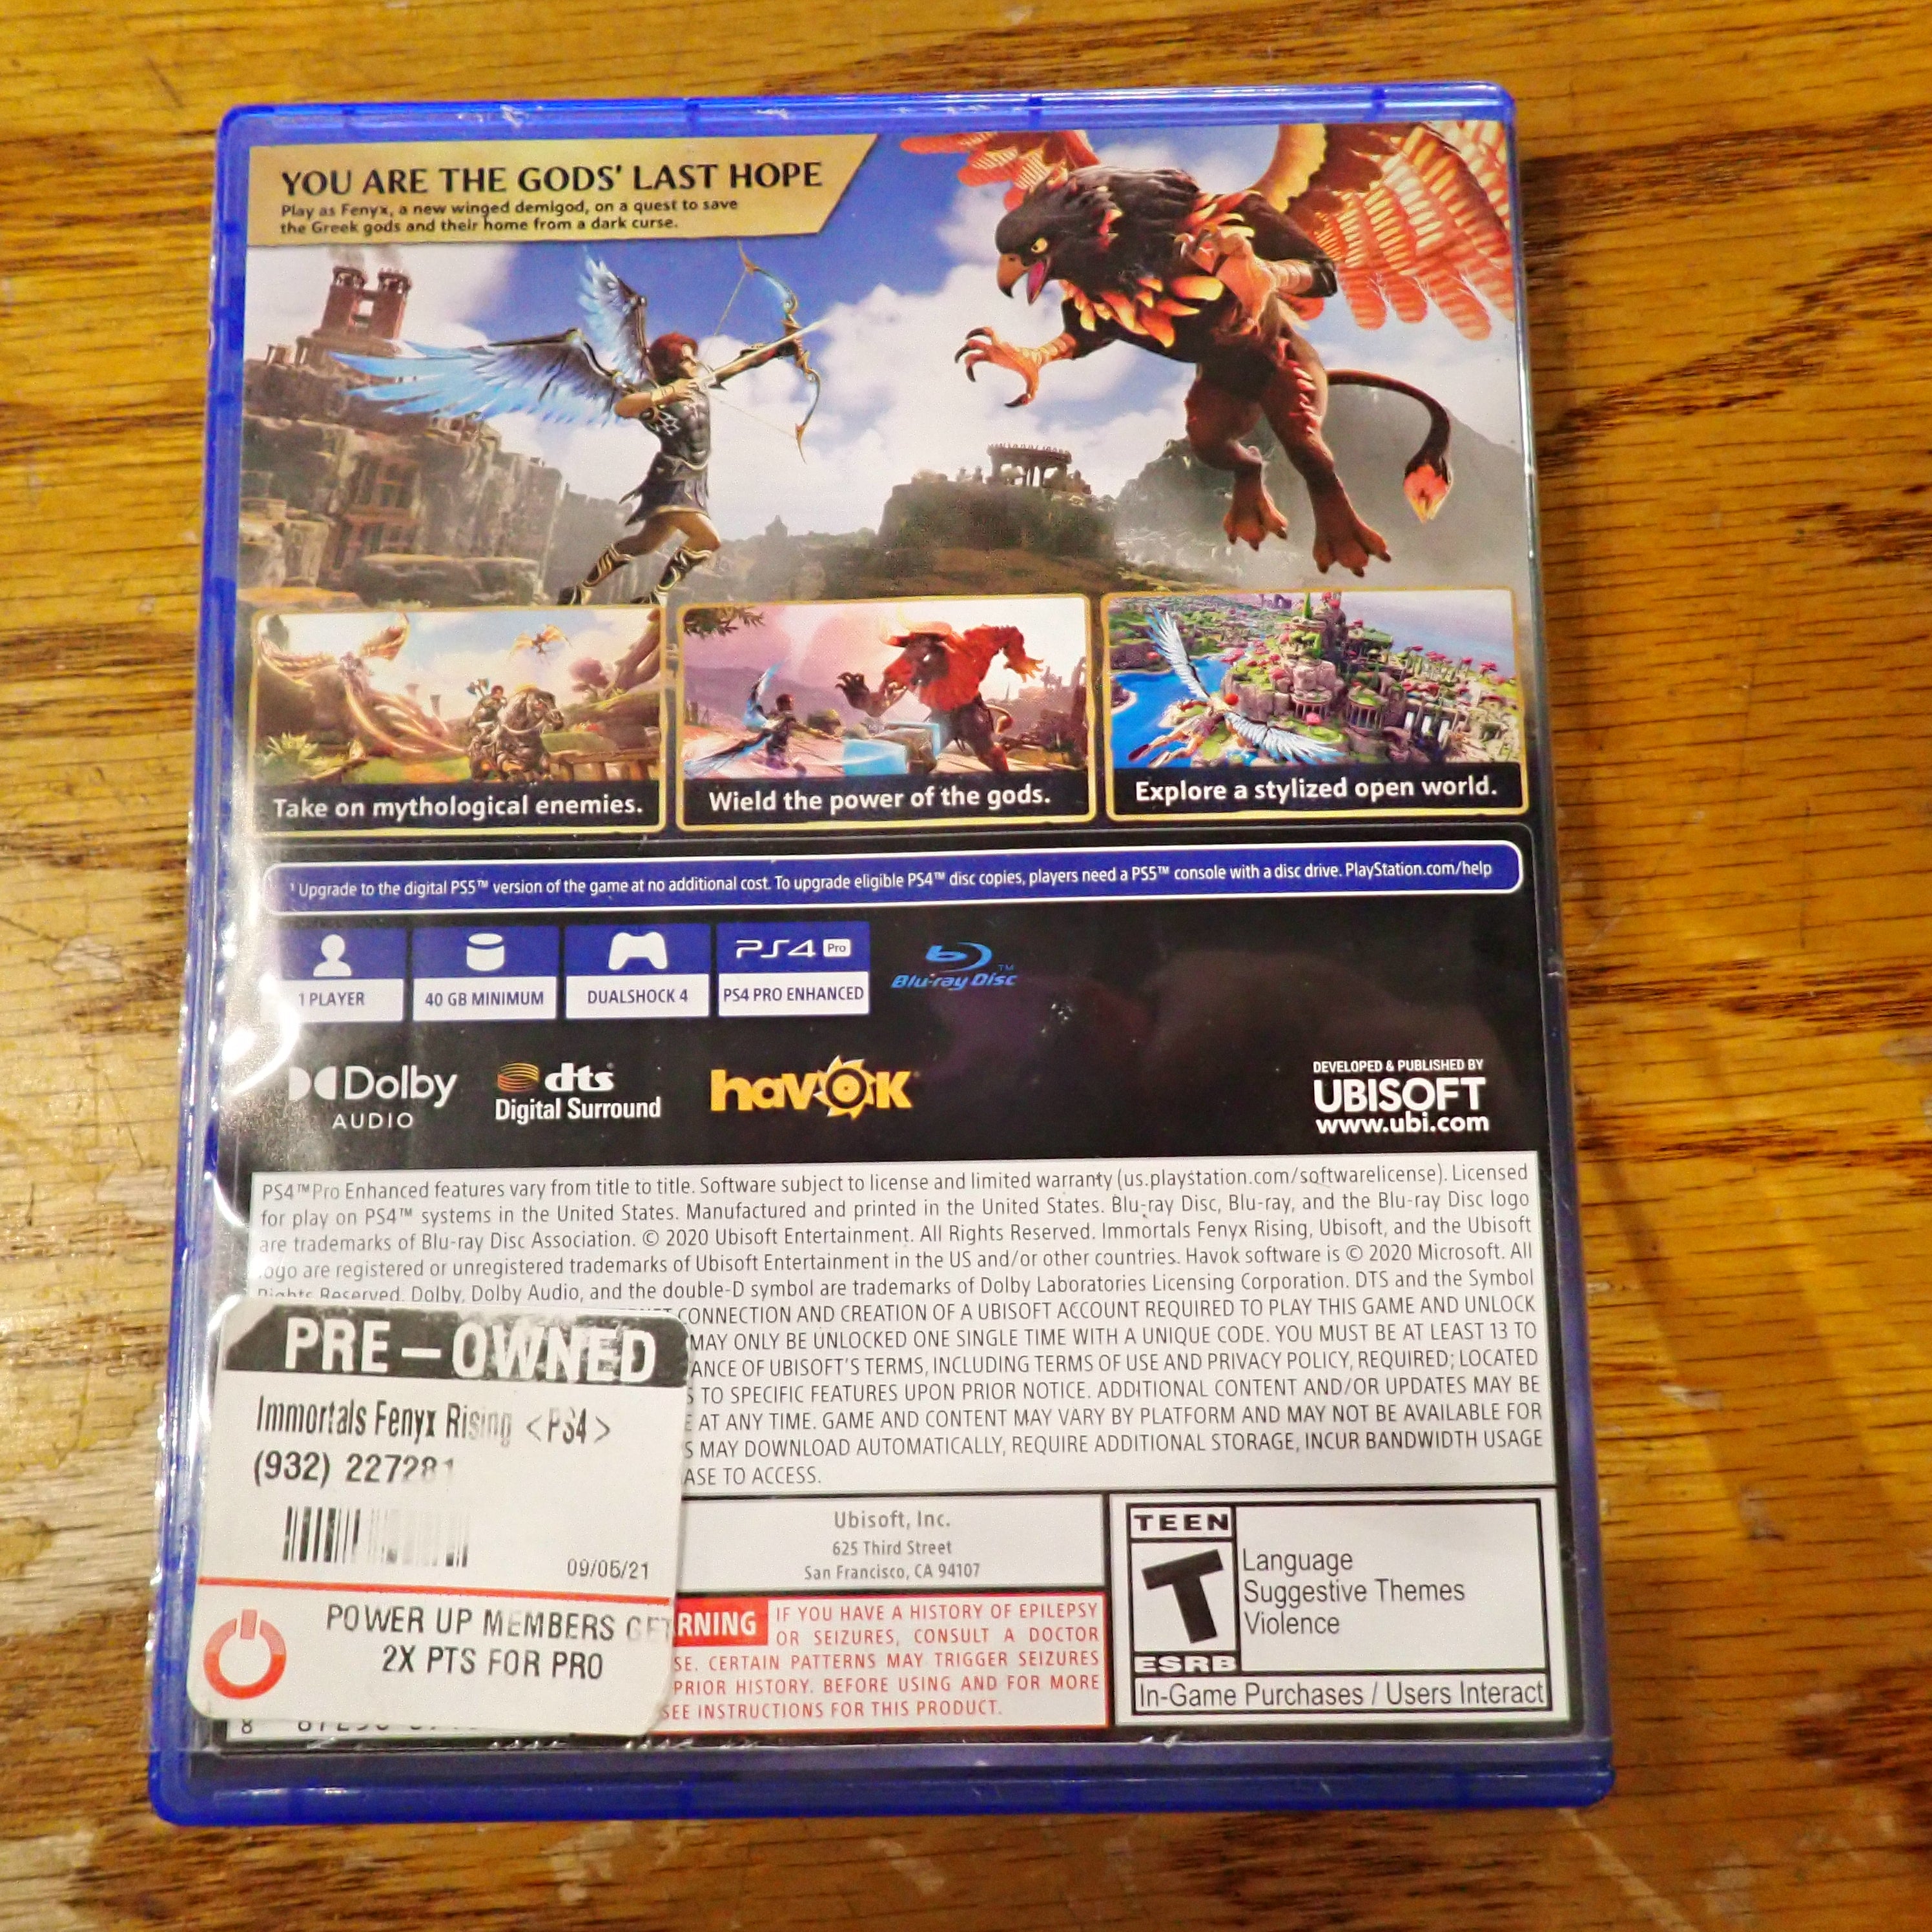 YOU ARE THE GODS' LAST HOPE
Play as Fenyx, a new winged demigod, on a quest to save
the Greek gods and their home from a dark curse.
Take on mythological enemies.
Wield the power of the gods.
Explore a stylized open world.
¹ Upgrade to the digital PS5™ version of the game at no additional cost. To upgrade eligible PS4™ disc copies, players need a PS5™ console with a disc drive. PlayStation.com/help
1 PLAYER
40 GB MINIMUM
DUALSHOCK 4
PS4 Pro
PS4 PRO ENHANCED
Blu-ray Disc™
Dolby
AUDIO
dts
Digital Surround
havok
DEVELOPED & PUBLISHED BY
UBISOFT
www.ubi.com
PS4™ Pro Enhanced features vary from title to title. Software subject to license and limited warranty (us.playstation.com/softwarelicense). Licensed
for play on PS4™ systems in the United States. Manufactured and printed in the United States. Blu-ray Disc, Blu-ray, and the Blu-ray Disc logo
are trademarks of Blu-ray Disc Association. © 2020 Ubisoft Entertainment. All Rights Reserved. Immortals Fenyx Rising, Ubisoft, and the Ubisoft
logo are registered or unregistered trademarks of Ubisoft Entertainment in the US and/or other countries. Havok software is © 2020 Microsoft. All
Rights Reserved. Dolby, Dolby Audio, and the double-D symbol are trademarks of Dolby Laboratories Licensing Corporation. DTS and the Symbol
CONNECTION AND CREATION OF A UBISOFT ACCOUNT REQUIRED TO PLAY THIS GAME AND UNLOCK
MAY ONLY BE UNLOCKED ONE SINGLE TIME WITH A UNIQUE CODE. YOU MUST BE AT LEAST 13 TO
ANCE OF UBISOFT'S TERMS, INCLUDING TERMS OF USE AND PRIVACY POLICY, REQUIRED; LOCATED
S TO SPECIFIC FEATURES UPON PRIOR NOTICE. ADDITIONAL CONTENT AND/OR UPDATES MAY BE
E AT ANY TIME. GAME AND CONTENT MAY VARY BY PLATFORM AND MAY NOT BE AVAILABLE FOR
S MAY DOWNLOAD AUTOMATICALLY, REQUIRE ADDITIONAL STORAGE, INCUR BANDWIDTH USAGE
ASE TO ACCESS.
PRE-OWNED
Immortals Fenyx Rising <PS4>
(932) 227281
09/05/21
POWER UP MEMBERS GET
2X PTS FOR PRO
Ubisoft, Inc.
625 Third Street
San Francisco, CA 94107
RNING
IF YOU HAVE A HISTORY OF EPILEPSY
OR SEIZURES, CONSULT A DOCTOR
SE. CERTAIN PATTERNS MAY TRIGGER SEIZURES
PRIOR HISTORY. BEFORE USING AND FOR MORE
SEE INSTRUCTIONS FOR THIS PRODUCT.
TEEN
T
ESRB
Language
Suggestive Themes
Violence
In-Game Purchases / Users Interact
8